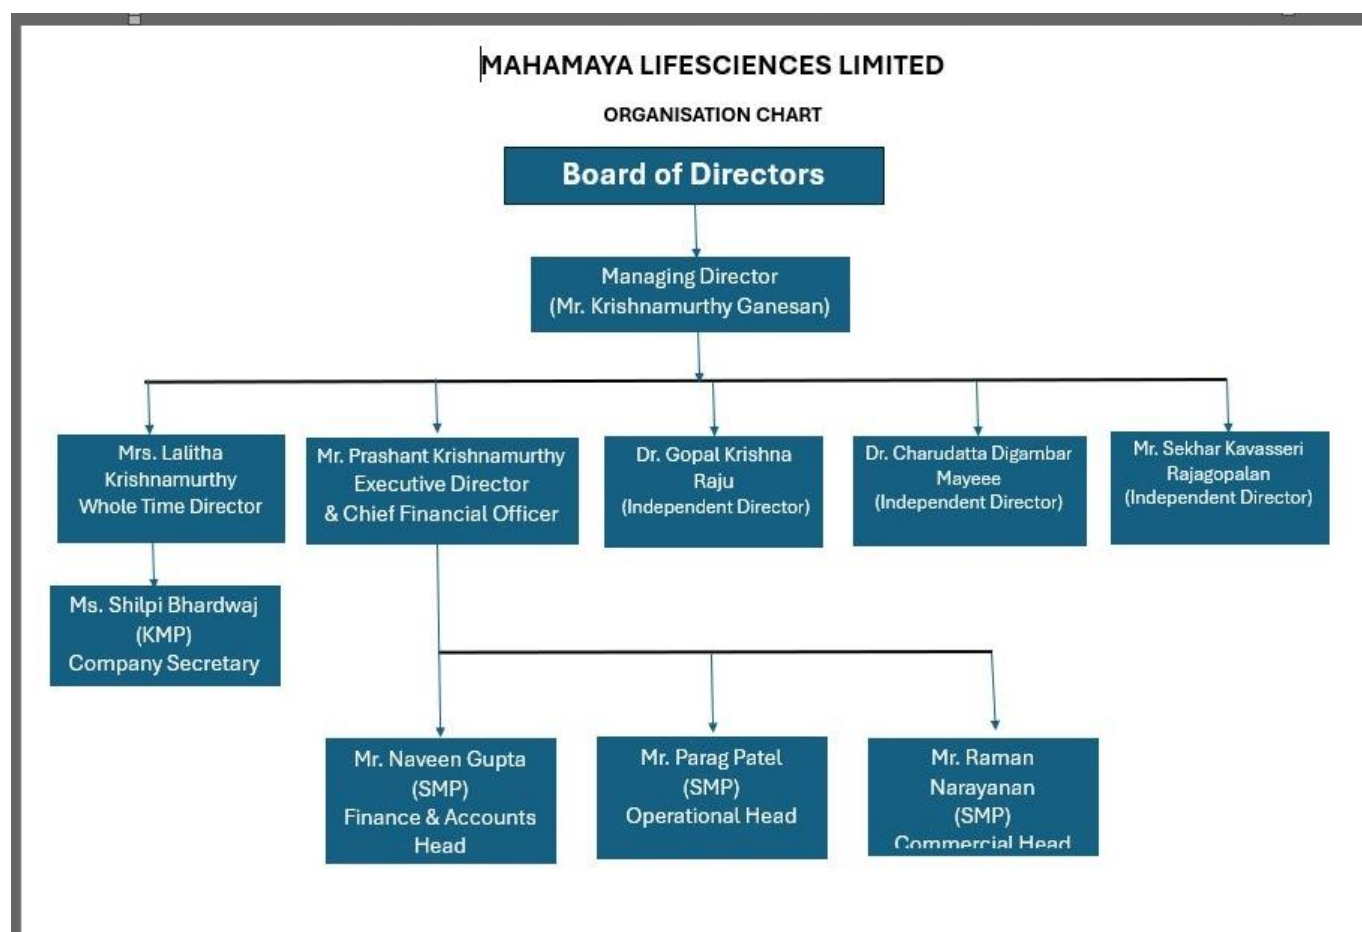 MAHAMAYA LIFESCIENCES LIMITED
ORGANISATION CHART
Board of Directors
Managing Director
(Mr. Krishnamurthy Ganesan)
Mrs. Lalitha
Krishnamurthy
Whole Time Director
Mr. Prashant Krishnamurthy
Executive Director
& Chief Financial Officer
Dr. Gopal Krishna
Raju
(Independent Director)
Dr. Charudatta Digambar
Mayeee
(Independent Director)
Mr. Sekhar Kavasseri
Rajagopalan
(Independent Director)
Ms. Shilpi Bhardwaj
(KMP)
Company Secretary
Mr. Naveen Gupta
(SMP)
Finance & Accounts
Head
Mr. Parag Patel
(SMP)
Operational Head
Mr. Raman
Narayanan
(SMP)
Commercial Head